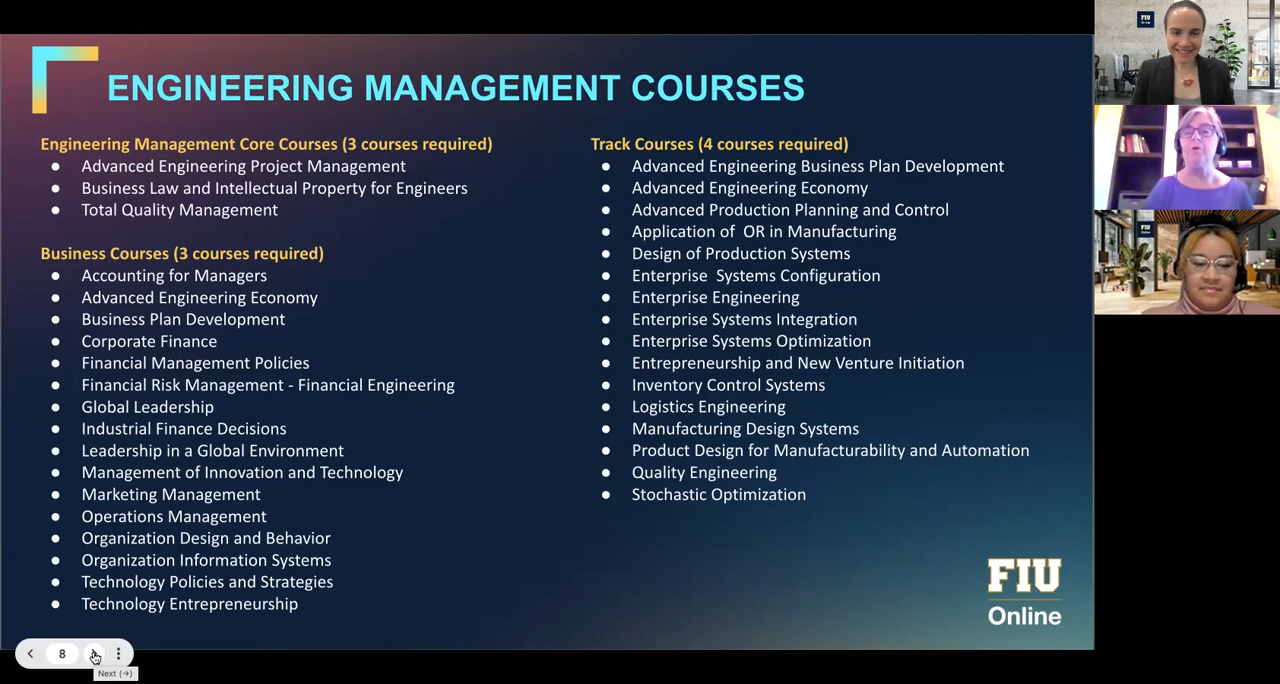 ENGINEERING MANAGEMENT COURSES
Engineering Management Core Courses (3 courses required)
● Advanced Engineering Project Management
● Business Law and Intellectual Property for Engineers
● Total Quality Management
Business Courses (3 courses required)
● Accounting for Managers
● Advanced Engineering Economy
● Business Plan Development
● Corporate Finance
● Financial Management Policies
● Financial Risk Management - Financial Engineering
● Global Leadership
● Industrial Finance Decisions
● Leadership in a Global Environment
● Management of Innovation and Technology
● Marketing Management
● Operations Management
● Organization Design and Behavior
● Organization Information Systems
● Technology Policies and Strategies
● Technology Entrepreneurship
Track Courses (4 courses required)
● Advanced Engineering Business Plan Development
● Advanced Engineering Economy
● Advanced Production Planning and Control
● Application of OR in Manufacturing
● Design of Production Systems
● Enterprise Systems Configuration
● Enterprise Engineering
● Enterprise Systems Integration
● Enterprise Systems Optimization
● Entrepreneurship and New Venture Initiation
● Inventory Control Systems
● Logistics Engineering
● Manufacturing Design Systems
● Product Design for Manufacturability and Automation
● Quality Engineering
● Stochastic Optimization
FIU
Online
8
Next (→)
FIU
FIU